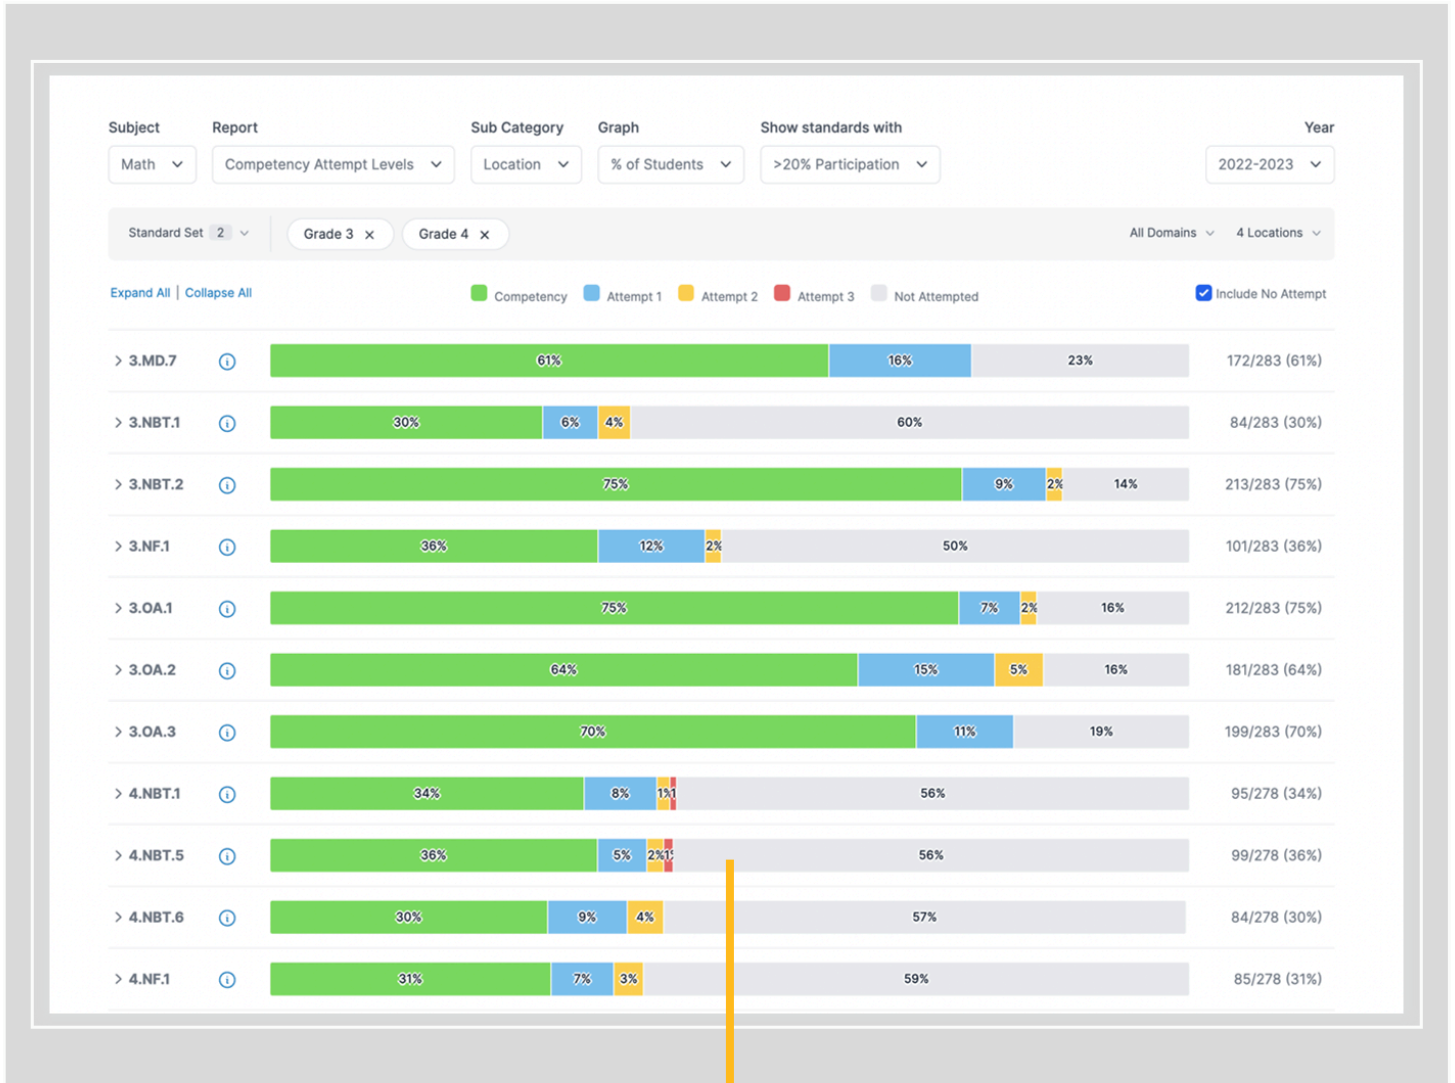 Subject Report Sub Category Graph Show standards with Year
Math Competency Attempt Levels Location % of Students >20% Participation 2022-2023
Standard Set 2 Grade 3 × Grade 4 × All Domains 4 Locations
Expand All | Collapse All Competency Attempt 1 Attempt 2 Attempt 3 Not Attempted Include No Attempt
3.MD.7 61% 16% 23% 172/283 (61%)
3.NBT.1 30% 6% 4% 60% 84/283 (30%)
3.NBT.2 75% 9% 2% 14% 213/283 (75%)
3.NF.1 36% 12% 2% 50% 101/283 (36%)
3.OA.1 75% 7% 2% 16% 212/283 (75%)
3.OA.2 64% 15% 5% 16% 181/283 (64%)
3.OA.3 70% 11% 19% 199/283 (70%)
4.NBT.1 34% 8% 1% 1 56% 95/278 (34%)
4.NBT.5 36% 5% 2% 1% 56% 99/278 (36%)
4.NBT.6 30% 9% 4% 57% 84/278 (30%)
4.NF.1 31% 7% 3% 59% 85/278 (31%)